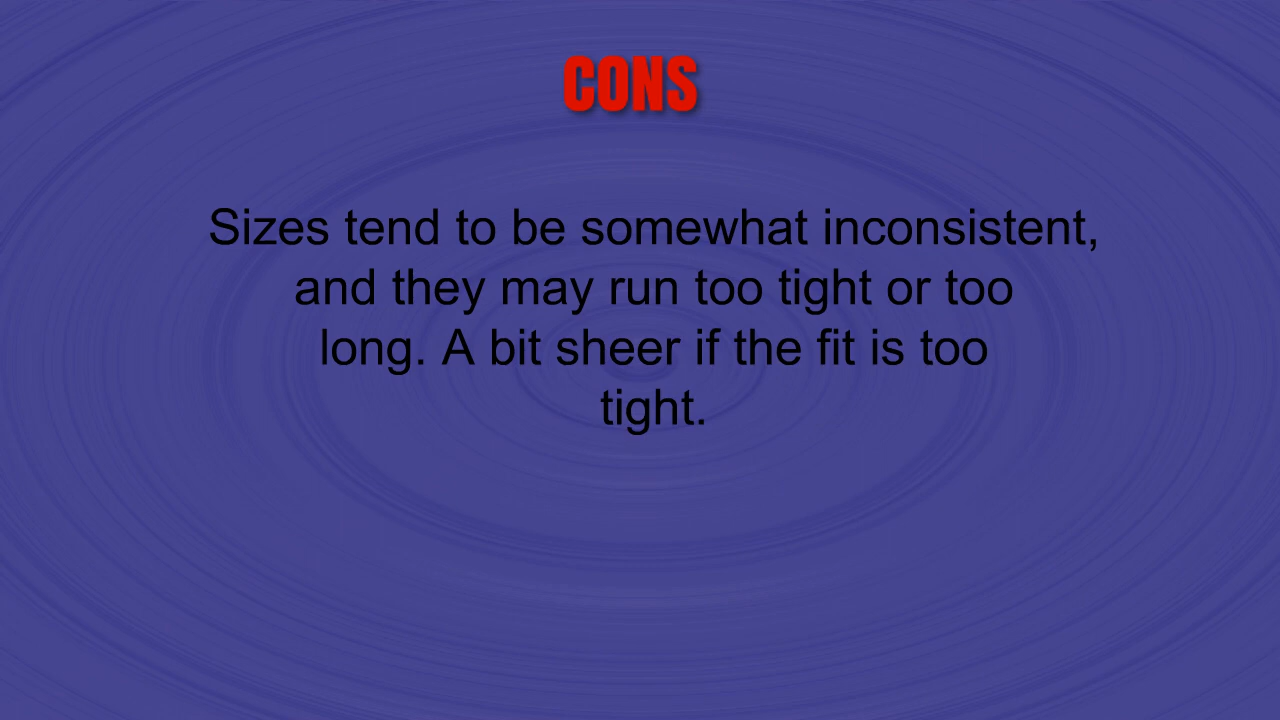 CONS
Sizes tend to be somewhat inconsistent,
and they may run too tight or too
long. A bit sheer if the fit is too
tight.